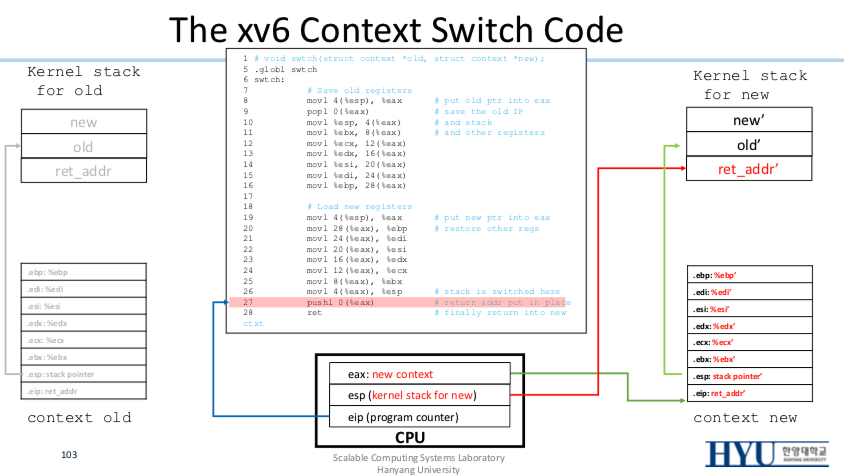 The xv6 Context Switch Code
Kernel stack
for old
new
old
ret_addr
.ebp: %ebp
.edi: %edi
.esi: %esi
.edx: %edx
.ecx: %ecx
.ebx: %ebx
.esp: stack pointer
.eip: ret_addr
context old
1 # void swtch(struct context *old, struct context *new);
5 .globl swtch
6 swtch:
7 # Save old registers
8 movl 4(%esp), %eax # put old ptr into eax
9 popl 0(%eax) # save the old IP
10 movl %esp, 4(%eax) # and stack
11 movl %ebx, 8(%eax) # and other registers
12 movl %ecx, 12(%eax)
13 movl %edx, 16(%eax)
14 movl %esi, 20(%eax)
15 movl %edi, 24(%eax)
16 movl %ebp, 28(%eax)
17
18 # Load new registers
19 movl 4(%esp), %eax # put new ptr into eax
20 movl 28(%eax), %ebp # restore other regs
21 movl 24(%eax), %edi
22 movl 20(%eax), %esi
23 movl 16(%eax), %edx
24 movl 12(%eax), %ecx
25 movl 8(%eax), %ebx
26 movl 4(%eax), %esp # stack is switched here
27 pushl 0(%eax) # return addr put in place
28 ret # finally return into new
ctxt
eax: new context
esp (kernel stack for new)
eip (program counter)
CPU
Kernel stack
for new
new’
old’
ret_addr’
.ebp: %ebp’
.edi: %edi’
.esi: %esi’
.edx: %edx’
.ecx: %ecx’
.ebx: %ebx’
.esp: stack pointer’
.eip: ret_addr’
context new
103
Scalable Computing Systems Laboratory
Hanyang University
HYU 한양대학교